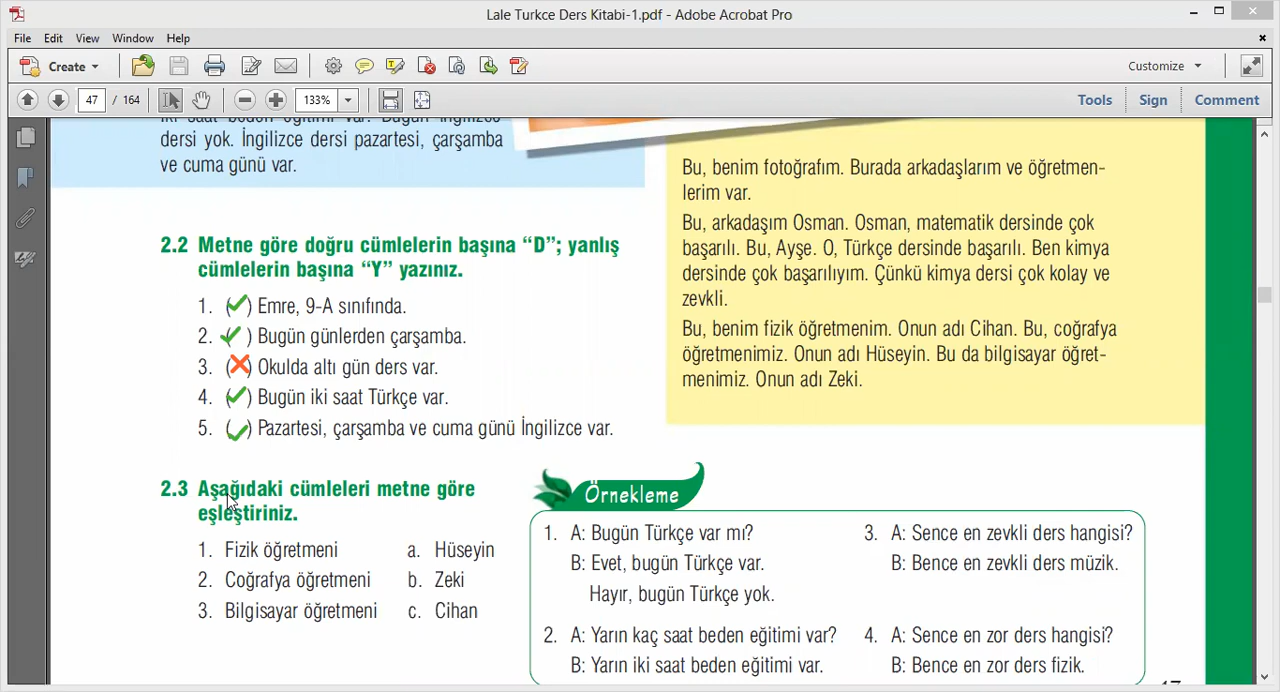 Lale Turkce Ders Kitabi-1.pdf - Adobe Acrobat Pro
File Edit View Window Help
Create Customize
47 / 164 133% Tools Sign Comment
dersi yok. İngilizce dersi pazartesi, çarşamba
ve cuma günü var.
Bu, benim fotoğrafım. Burada arkadaşlarım ve öğretmen-
lerim var.
Bu, arkadaşım Osman. Osman, matematik dersinde çok
başarılı. Bu, Ayşe. O, Türkçe dersinde başarılı. Ben kimya
dersinde çok başarılıyım. Çünkü kimya dersi çok kolay ve
zevkli.
Bu, benim fizik öğretmenim. Onun adı Cihan. Bu, coğrafya
öğretmenimiz. Onun adı Hüseyin. Bu da bilgisayar öğret-
menimiz. Onun adı Zeki.
2.2 Metne göre doğru cümlelerin başına “D”; yanlış
cümlelerin başına “Y” yazınız.
1. (✓) Emre, 9-A sınıfında.
2. (✓) Bugün günlerden çarşamba.
3. (✗) Okulda altı gün ders var.
4. (✓) Bugün iki saat Türkçe var.
5. (✓) Pazartesi, çarşamba ve cuma günü İngilizce var.
2.3 Aşağıdaki cümleleri metne göre
eşleştiriniz.
1. Fizik öğretmeni a. Hüseyin
2. Coğrafya öğretmeni b. Zeki
3. Bilgisayar öğretmeni c. Cihan
Örnekleme
1. A: Bugün Türkçe var mı?
B: Evet, bugün Türkçe var.
Hayır, bugün Türkçe yok.
2. A: Yarın kaç saat beden eğitimi var?
B: Yarın iki saat beden eğitimi var.
3. A: Sence en zevkli ders hangisi?
B: Bence en zevkli ders müzik.
4. A: Sence en zor ders hangisi?
B: Bence en zor ders fizik.